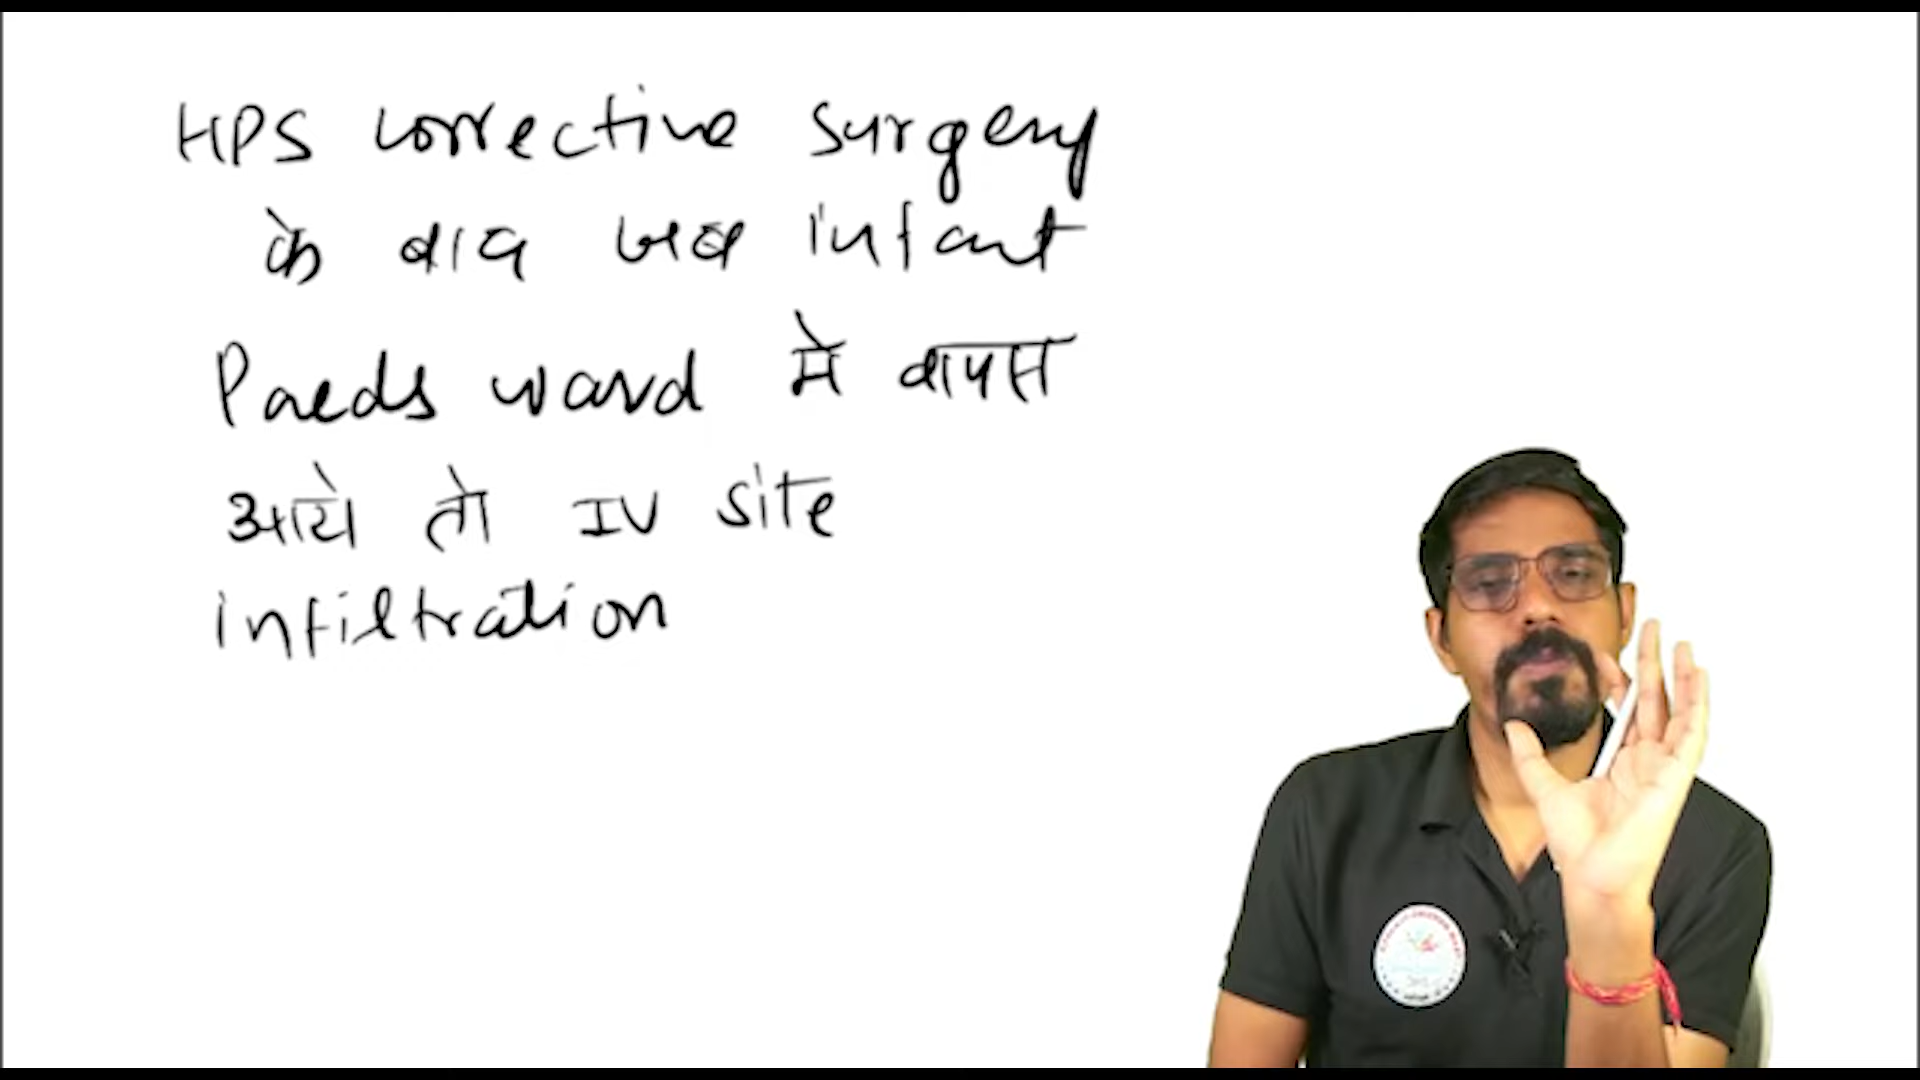 HPS corrective surgery
के बाद जब infant
Paeds ward मे वापस
आये तो IV site
infiltration